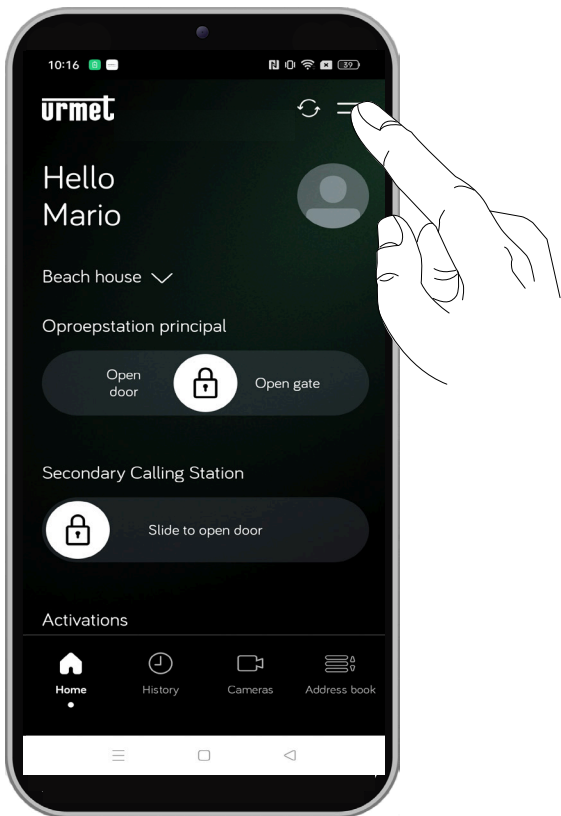 10:16
39
urmet
Hello
Mario
Beach house
Oproepstation principal
Open
door
Open gate
Secondary Calling Station
Slide to open door
Activations
Home
History
Cameras
Address book